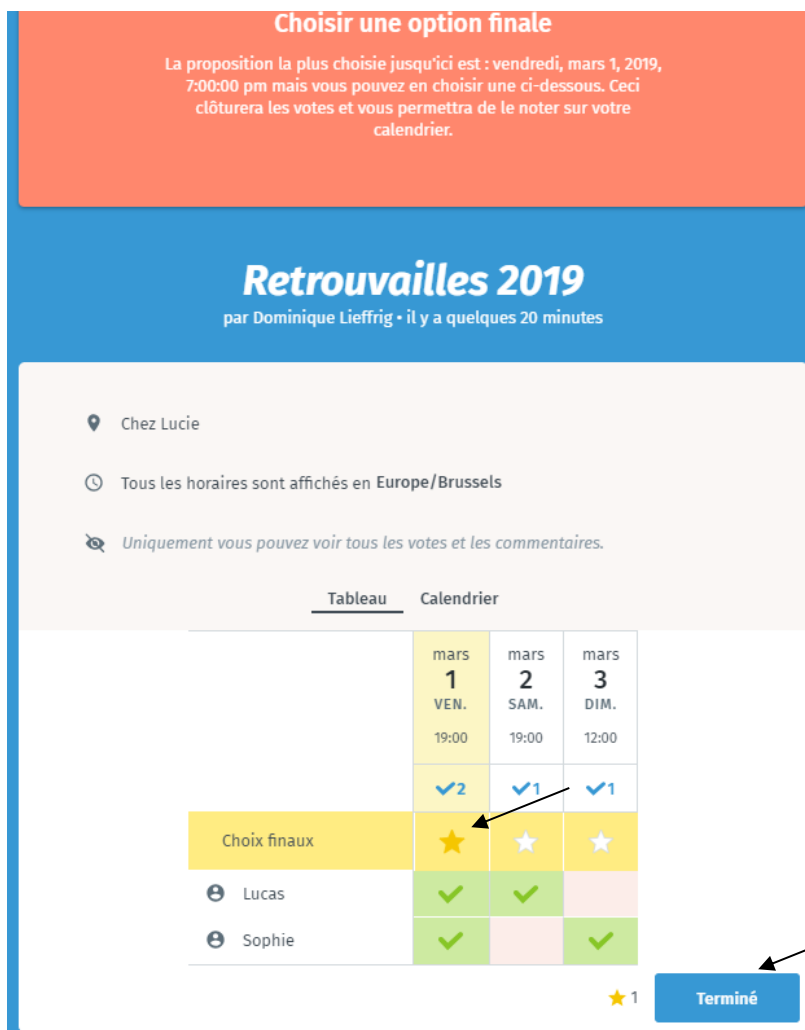 Choisir une option finale
La proposition la plus choisie jusqu'ici est : vendredi, mars 1, 2019,
7:00:00 pm mais vous pouvez en choisir une ci-dessous. Ceci
clôturera les votes et vous permettra de le noter sur votre
calendrier.
Retrouvailles 2019
par Dominique Lieffrig • il y a quelques 20 minutes
Chez Lucie
Tous les horaires sont affichés en Europe/Brussels
Uniquement vous pouvez voir tous les votes et les commentaires.
Tableau Calendrier
mars mars mars
1 2 3
VEN. SAM. DIM.
19:00 19:00 12:00
2 1 1
Choix finaux
Lucas
Sophie
1 Terminé